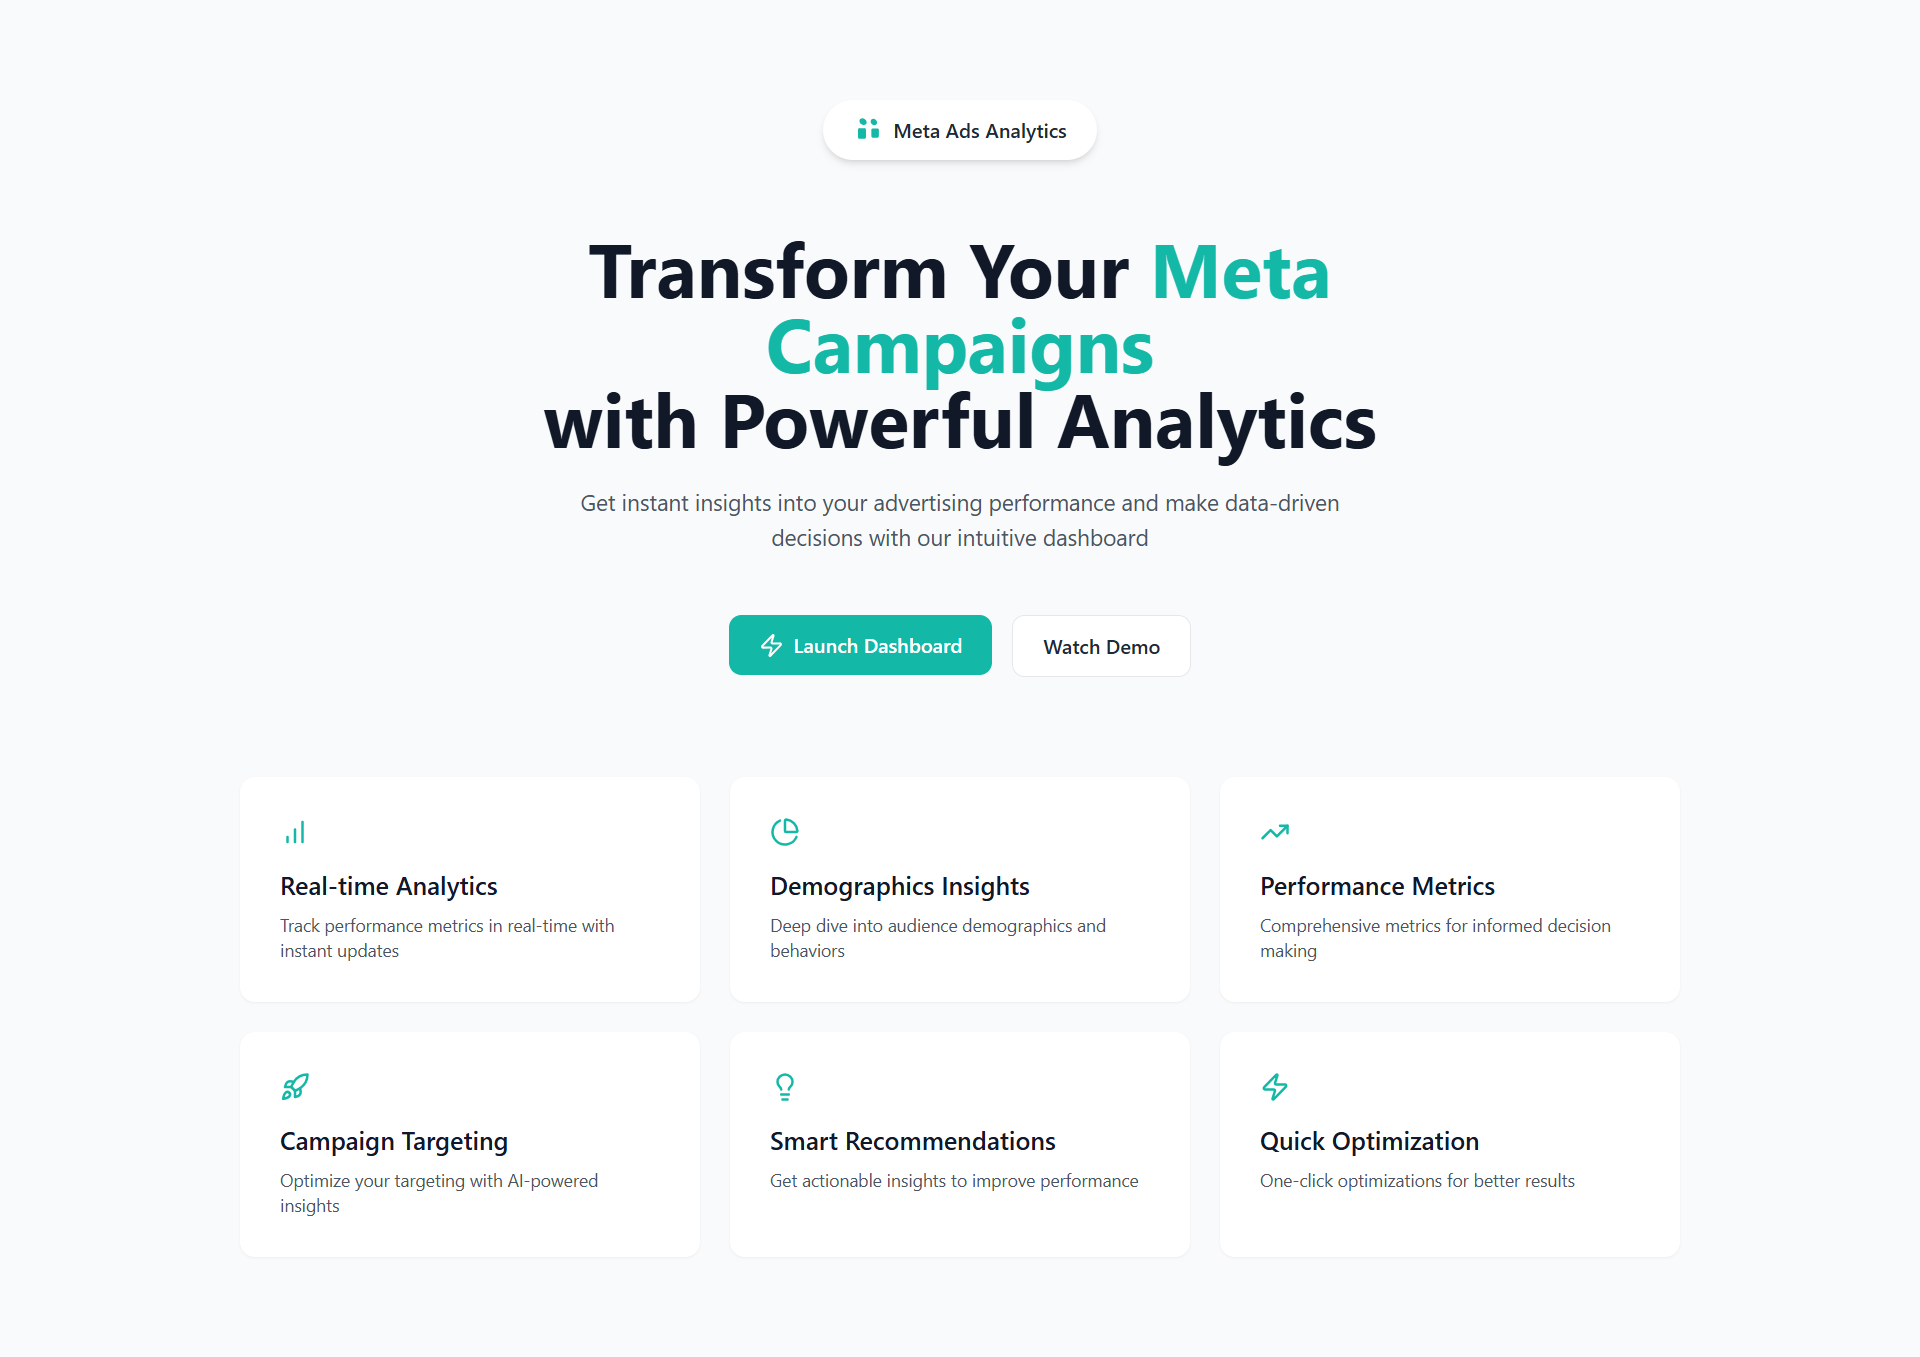 Meta Ads Analytics
Transform Your Meta
Campaigns
with Powerful Analytics
Get instant insights into your advertising performance and make data-driven
decisions with our intuitive dashboard
Launch Dashboard
Watch Demo
Real-time Analytics
Track performance metrics in real-time with
instant updates
Demographics Insights
Deep dive into audience demographics and
behaviors
Performance Metrics
Comprehensive metrics for informed decision
making
Campaign Targeting
Optimize your targeting with AI-powered
insights
Smart Recommendations
Get actionable insights to improve performance
Quick Optimization
One-click optimizations for better results